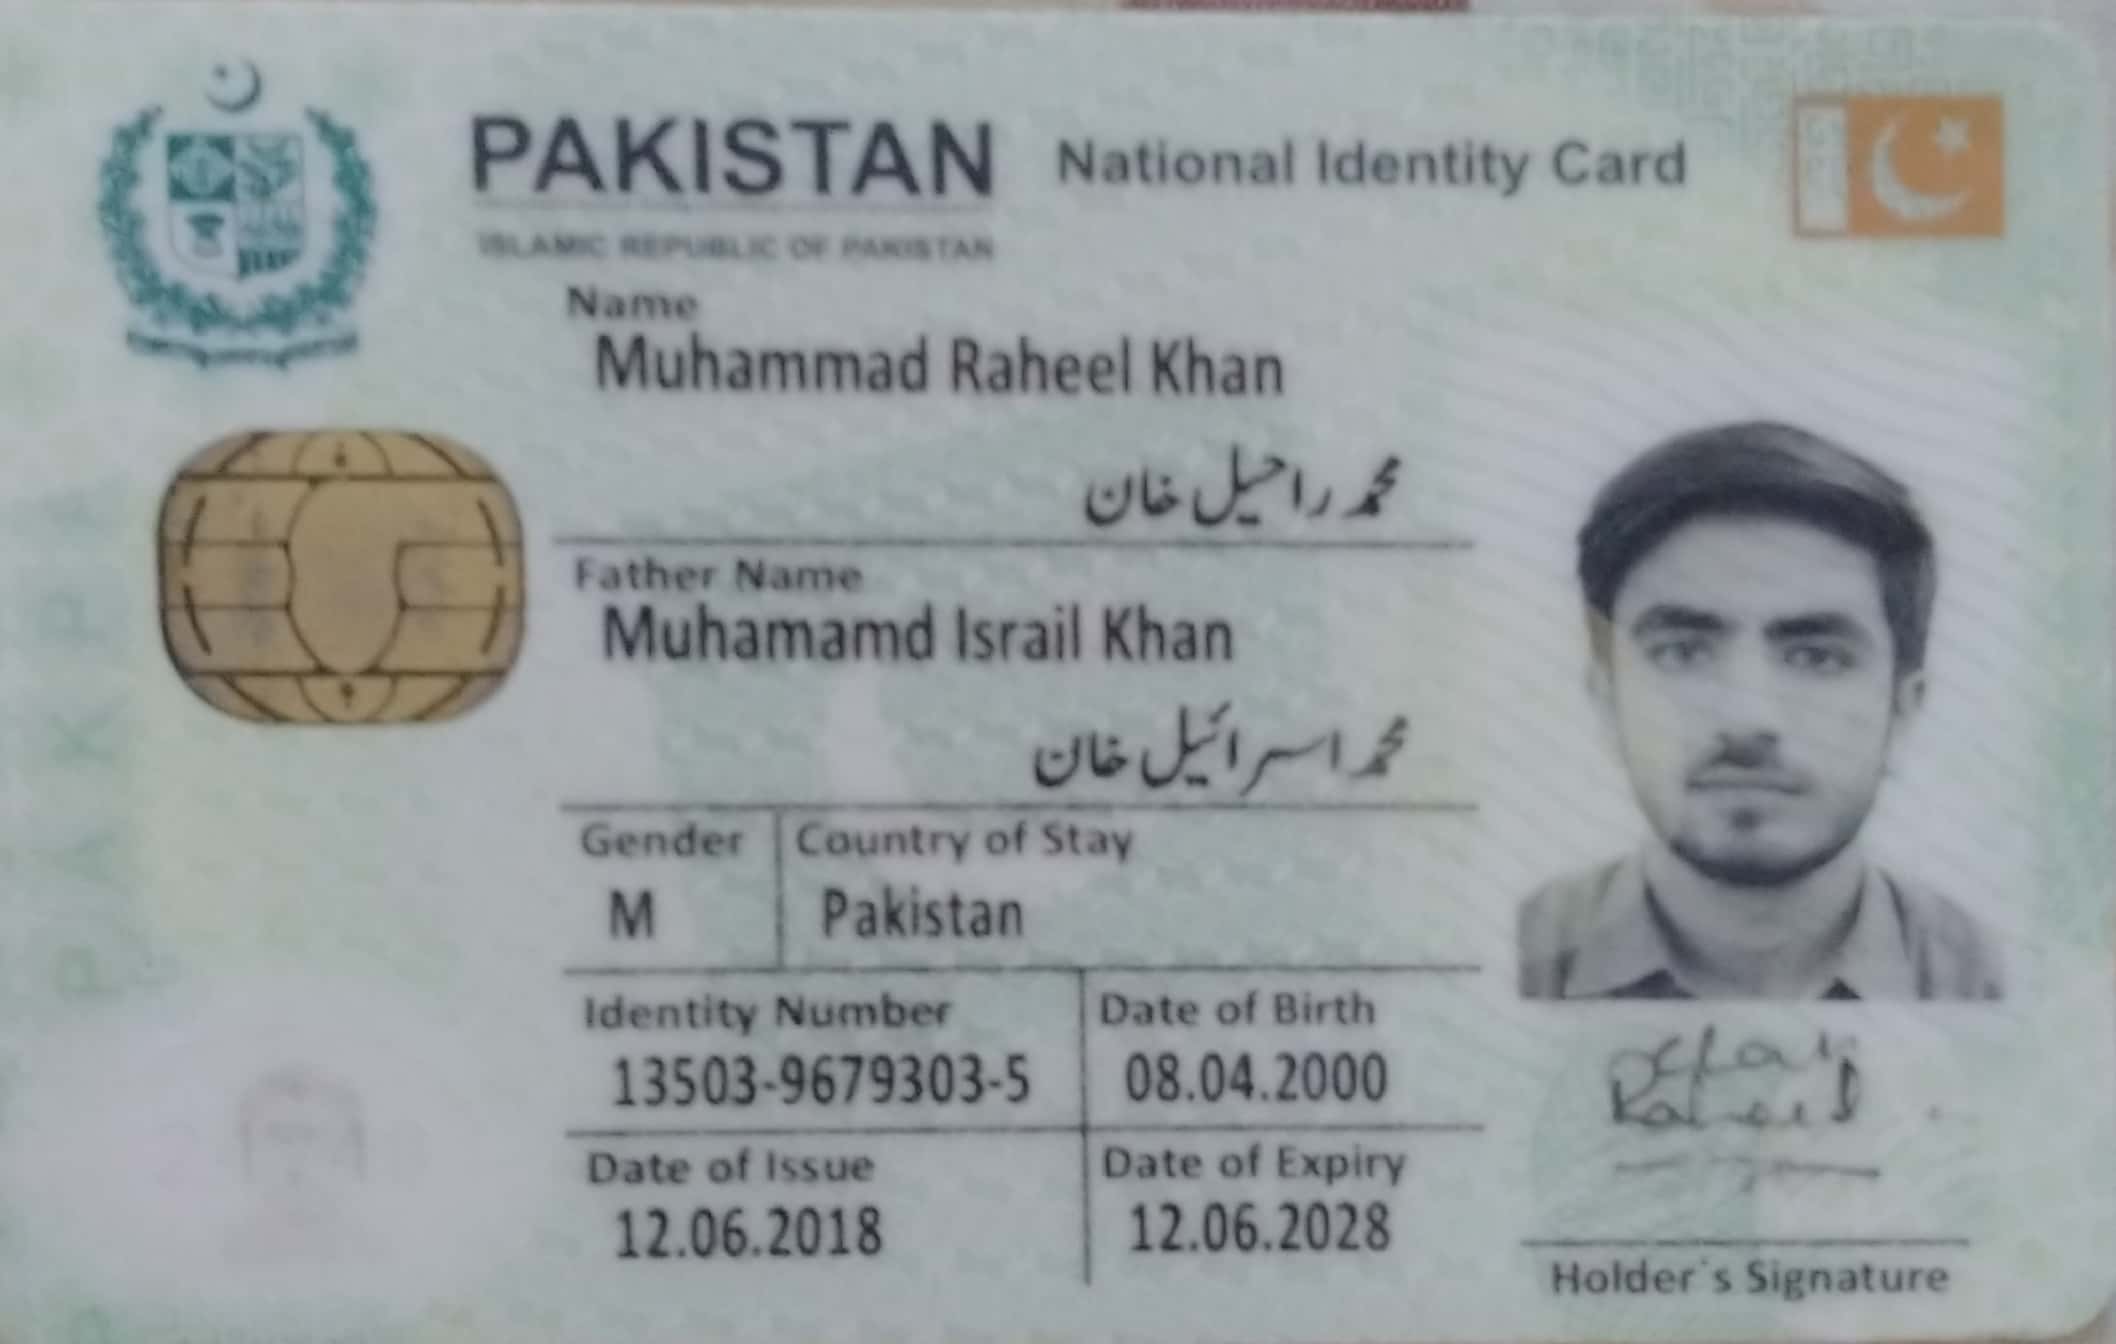 PAKISTAN National Identity Card
ISLAMIC REPUBLIC OF PAKISTAN
Name
Muhammad Raheel Khan
محمد راحیل خان
Father Name
Muhamamd Israil Khan
محمد اسرائیل خان
Gender Country of Stay
M Pakistan
Identity Number Date of Birth
13503-9679303-5 08.04.2000
Date of Issue Date of Expiry
12.06.2018 12.06.2028
Raheel
Holder's Signature
PAK